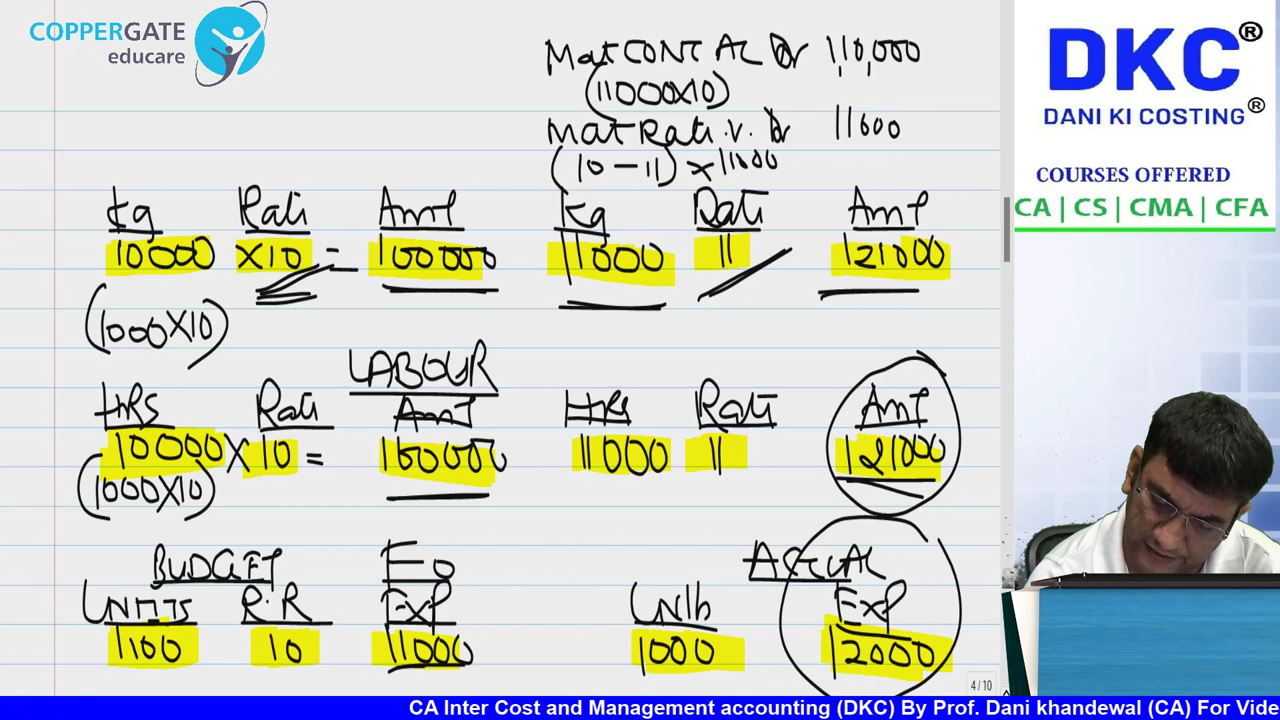 COPPERGATE
educare
Mat CONT AC Dr 1,10,000
(11000x10)
Mat Rate.V. Dr 11000
(10-11) x 11000
Kg Rate Amt Kg Rate Amt
10000 x10 = 100000 11000 11 121000
(1000x10)
LABOUR
HRS Rate Amt HRS Rate Amt
10000 x 10 = 100000 11000 11 121000
(1000x10)
BUDGET FO ACTUAL
UNITS R.R EXP Units EXP
1100 10 11000 1000 12000
4/10
DKC®
DANI KI COSTING®
COURSES OFFERED
CA | CS | CMA | CFA
CA Inter Cost and Management accounting (DKC) By Prof. Dani khandewal (CA) For Vide